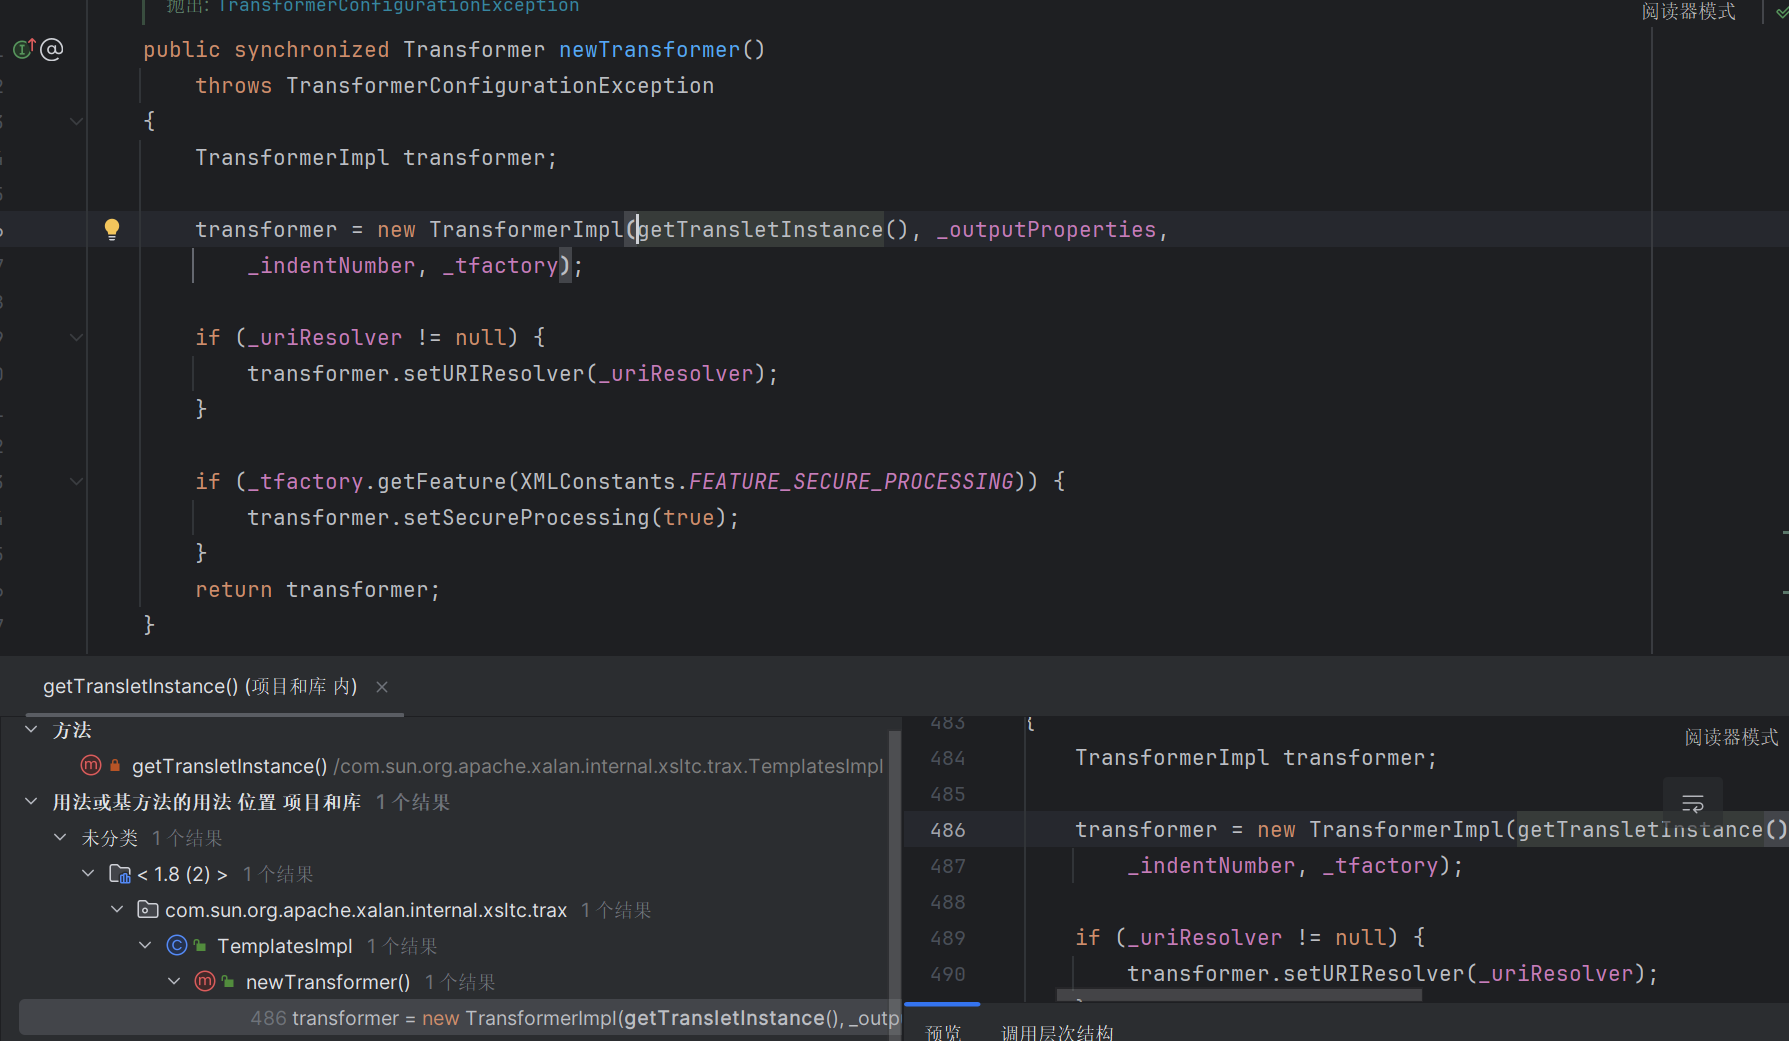 抛出: TransformerConfigurationException
阅读器模式
public synchronized Transformer newTransformer()
throws TransformerConfigurationException
{
TransformerImpl transformer;
transformer = new TransformerImpl(getTransletInstance(), _outputProperties,
_indentNumber, _tfactory);
if (_uriResolver != null) {
transformer.setURIResolver(_uriResolver);
}
if (_tfactory.getFeature(XMLConstants.FEATURE_SECURE_PROCESSING)) {
transformer.setSecureProcessing(true);
}
return transformer;
}
getTransletInstance() (项目和库 内)
方法
getTransletInstance() /com.sun.org.apache.xalan.internal.xsltc.trax.TemplatesImpl
用法或基方法的用法 位置 项目和库 1 个结果
未分类 1 个结果
< 1.8 (2) > 1 个结果
com.sun.org.apache.xalan.internal.xsltc.trax 1 个结果
TemplatesImpl 1 个结果
newTransformer() 1 个结果
486 transformer = new TransformerImpl(getTransletInstance(), _outp
483 {
阅读器模式
484 TransformerImpl transformer;
485
486 transformer = new TransformerImpl(getTransletInstance()
487 _indentNumber, _tfactory);
488
489 if (_uriResolver != null) {
490 transformer.setURIResolver(_uriResolver);
预览 调用层次结构